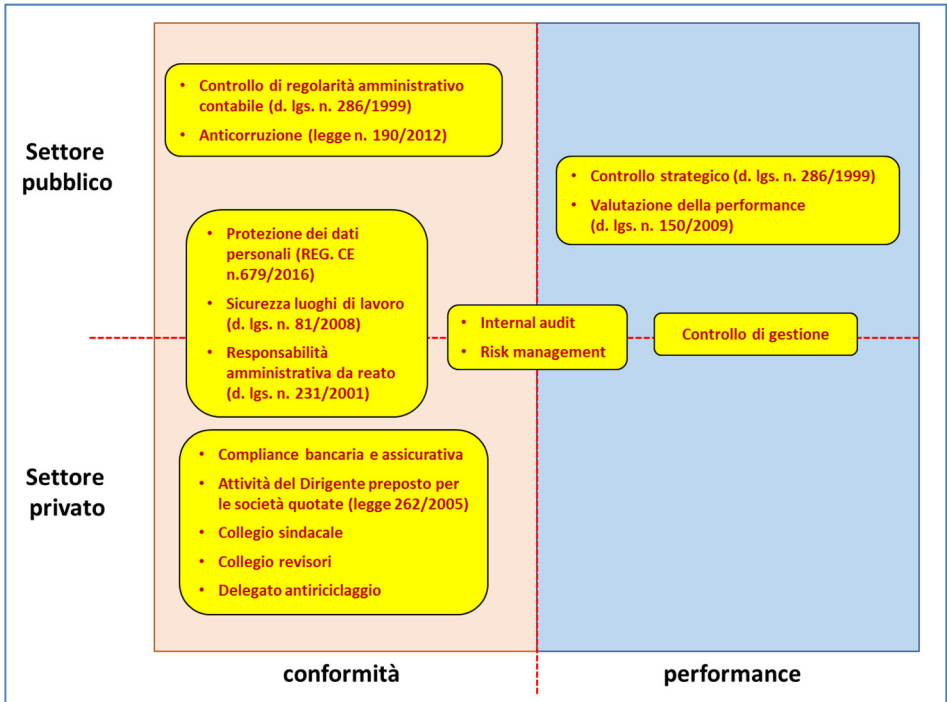 Settore
pubblico
• Controllo di regolarità amministrativo
contabile (d. lgs. n. 286/1999)
• Anticorruzione (legge n. 190/2012)
• Controllo strategico (d. lgs. n. 286/1999)
• Valutazione della performance
(d. lgs. n. 150/2009)
• Protezione dei dati
personali (REG. CE
n.679/2016)
• Sicurezza luoghi di lavoro
(d. lgs. n. 81/2008)
• Responsabilità
amministrativa da reato
(d. lgs. n. 231/2001)
• Internal audit
• Risk management
Controllo di gestione
Settore
privato
• Compliance bancaria e assicurativa
• Attività del Dirigente preposto per
le società quotate (legge 262/2005)
• Collegio sindacale
• Collegio revisori
• Delegato antiriciclaggio
conformità
performance